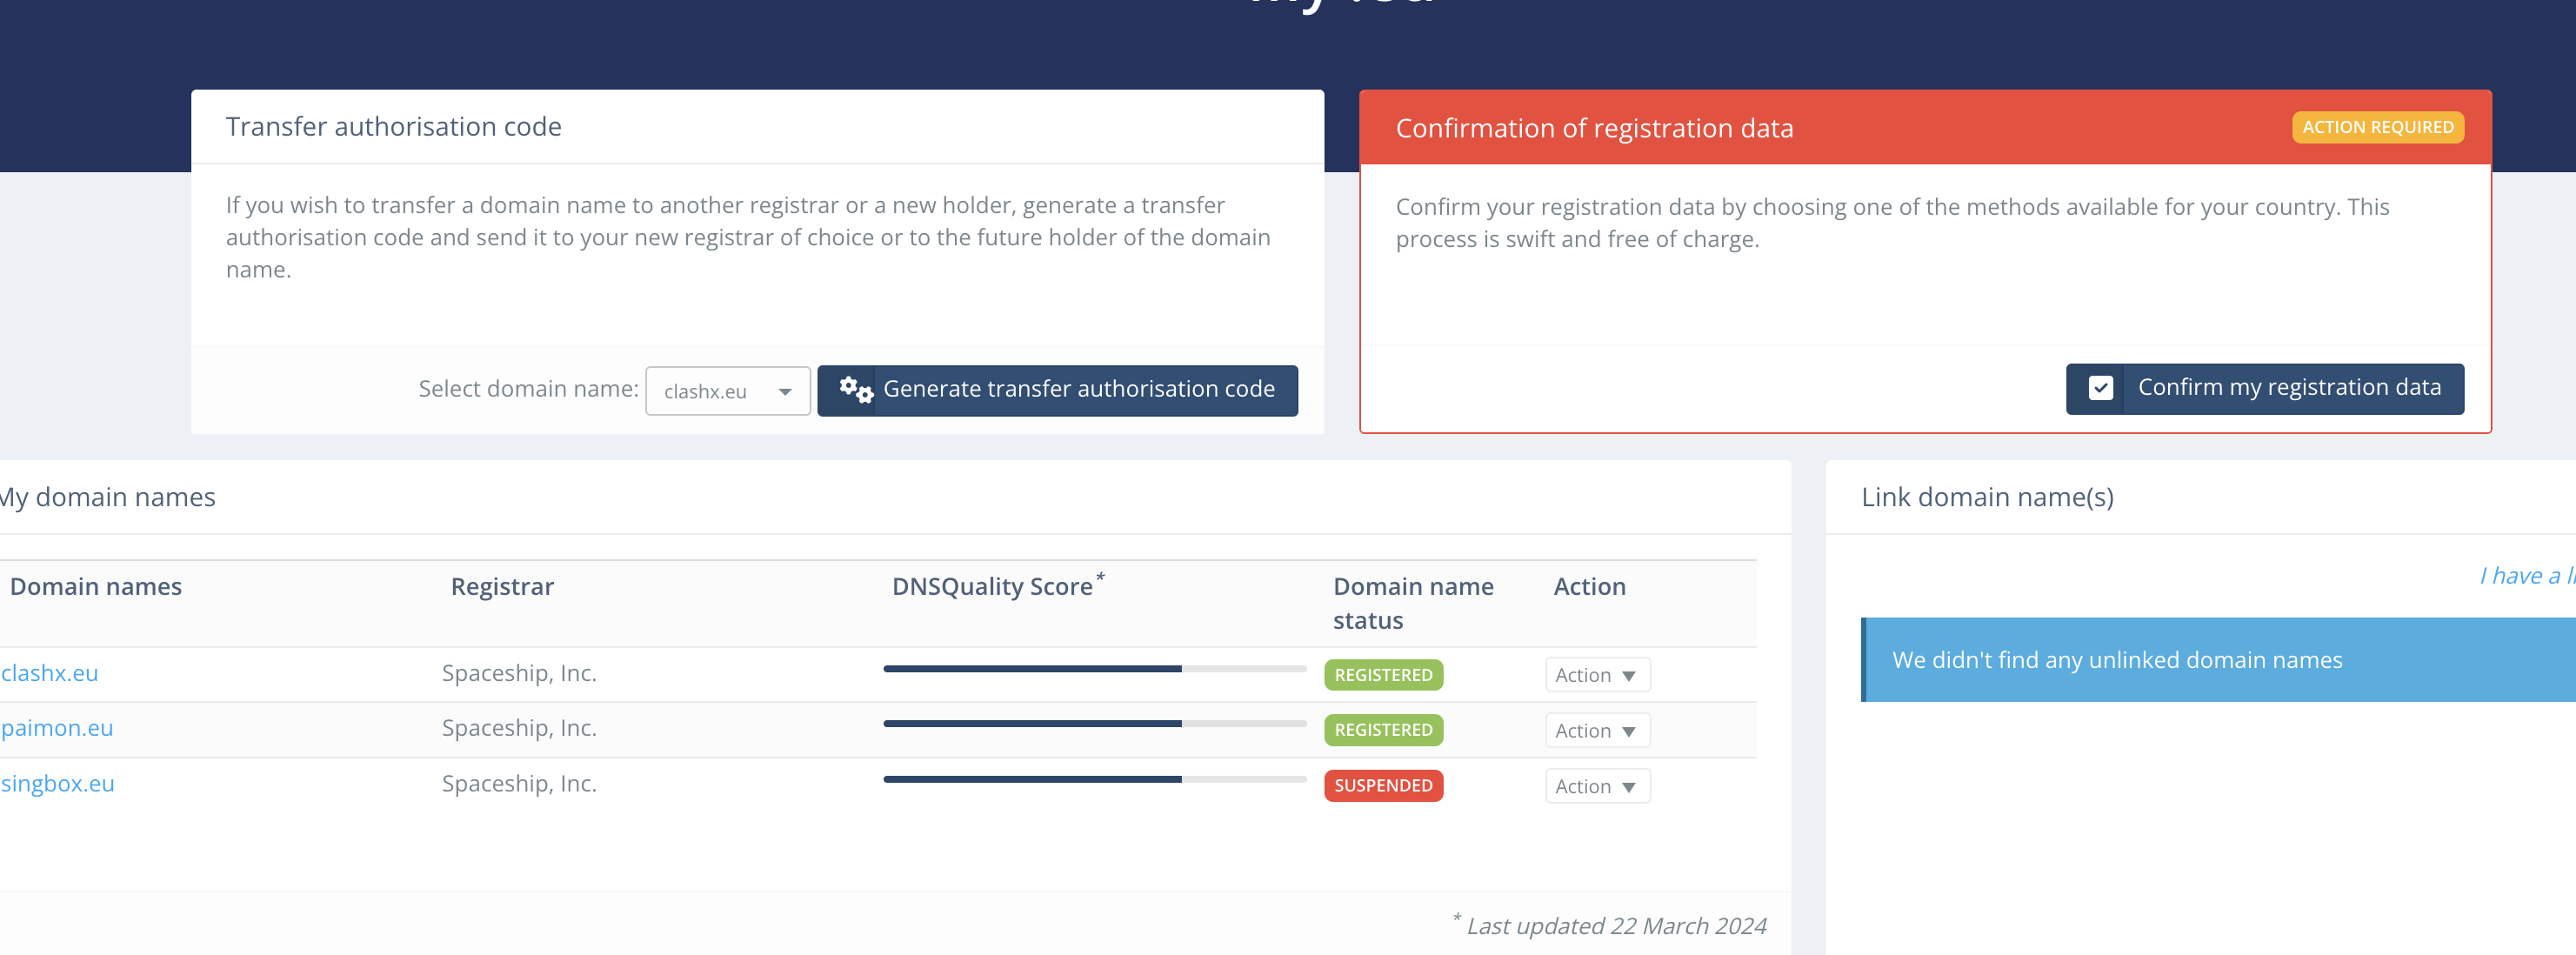 Transfer authorisation code
If you wish to transfer a domain name to another registrar or a new holder, generate a transfer
authorisation code and send it to your new registrar of choice or to the future holder of the domain
name.
Select domain name: clashx.eu Generate transfer authorisation code
Confirmation of registration data ACTION REQUIRED
Confirm your registration data by choosing one of the methods available for your country. This
process is swift and free of charge.
Confirm my registration data
My domain names
Domain names Registrar DNSQuality Score* Domain name Action
status
clashx.eu Spaceship, Inc. REGISTERED Action
paimon.eu Spaceship, Inc. REGISTERED Action
singbox.eu Spaceship, Inc. SUSPENDED Action
* Last updated 22 March 2024
Link domain name(s)
I have a
We didn't find any unlinked domain names